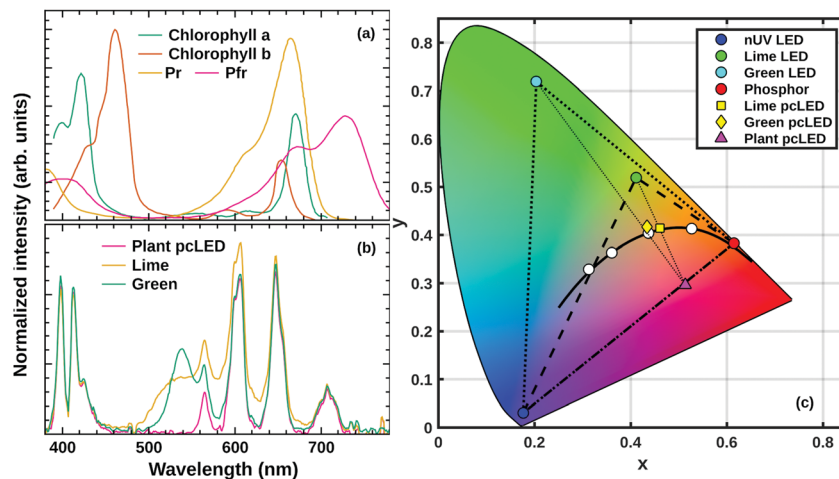 (a)
Chlorophyll a
Chlorophyll b
Pr Pfr
Normalized intensity (arb. units)
(b)
Plant pcLED
Lime
Green
400 500 600 700
Wavelength (nm)
nUV LED
Lime LED
Green LED
Phosphor
Lime pcLED
Green pcLED
Plant pcLED
0.8
0.7
0.6
0.5
y
0.4
0.3
0.2
0.1
0
(c)
0 0.2 0.4 0.6 0.8
x